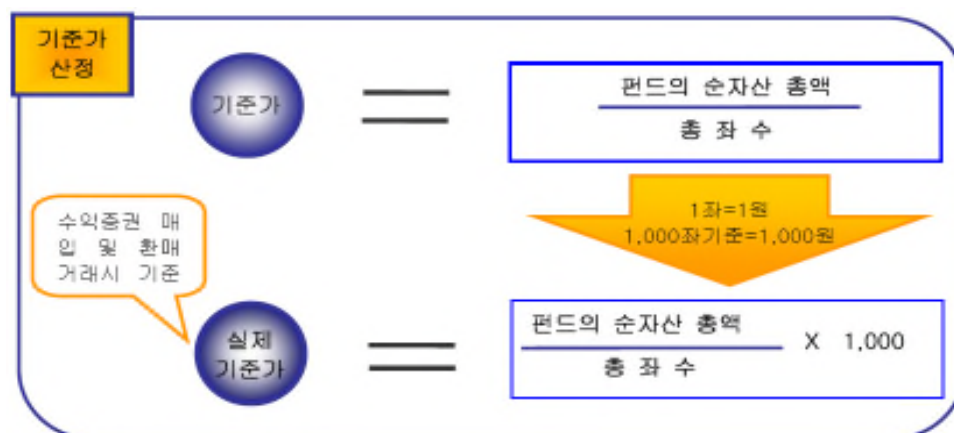 기준가
산정
기준가
펀드의 순자산 총액
총 좌 수
1좌=1원
1,000좌기준=1,000원
수익증권 매
입 및 환매
거래시 기준
실제
기준가
펀드의 순자산 총액
총 좌 수
X 1,000